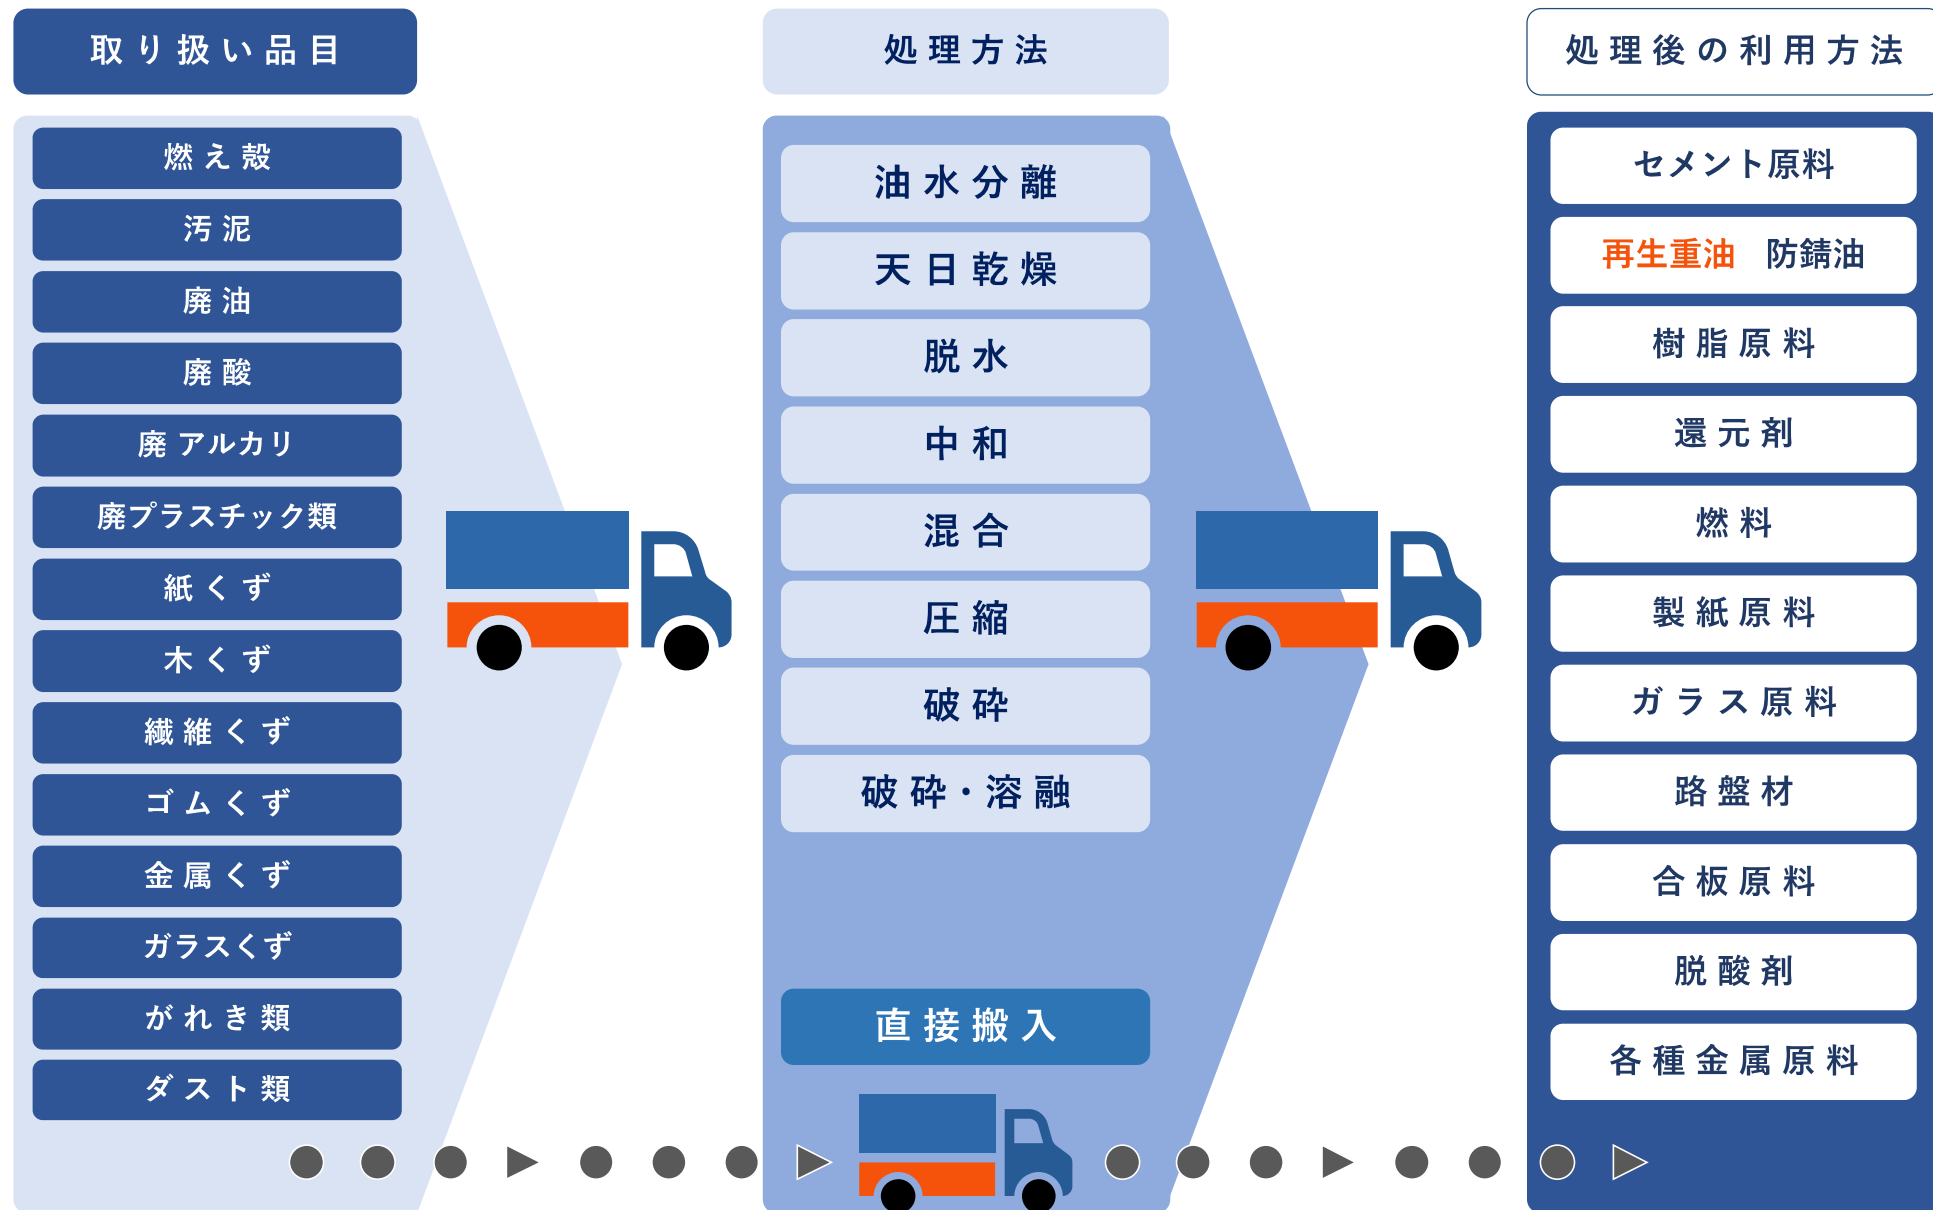 取り扱い品目
燃え殻
汚泥
廃油
廃酸
廃アルカリ
廃プラスチック類
紙くず
木くず
繊維くず
ゴムくず
金属くず
ガラスくず
がれき類
ダスト類
処理方法
油水分離
天日乾燥
脱水
中和
混合
圧縮
破砕
破砕・溶融
直接搬入
処理後の利用方法
セメント原料
再生重油　防錆油
樹脂原料
還元剤
燃料
製紙原料
ガラス原料
路盤材
合板原料
脱酸剤
各種金属原料